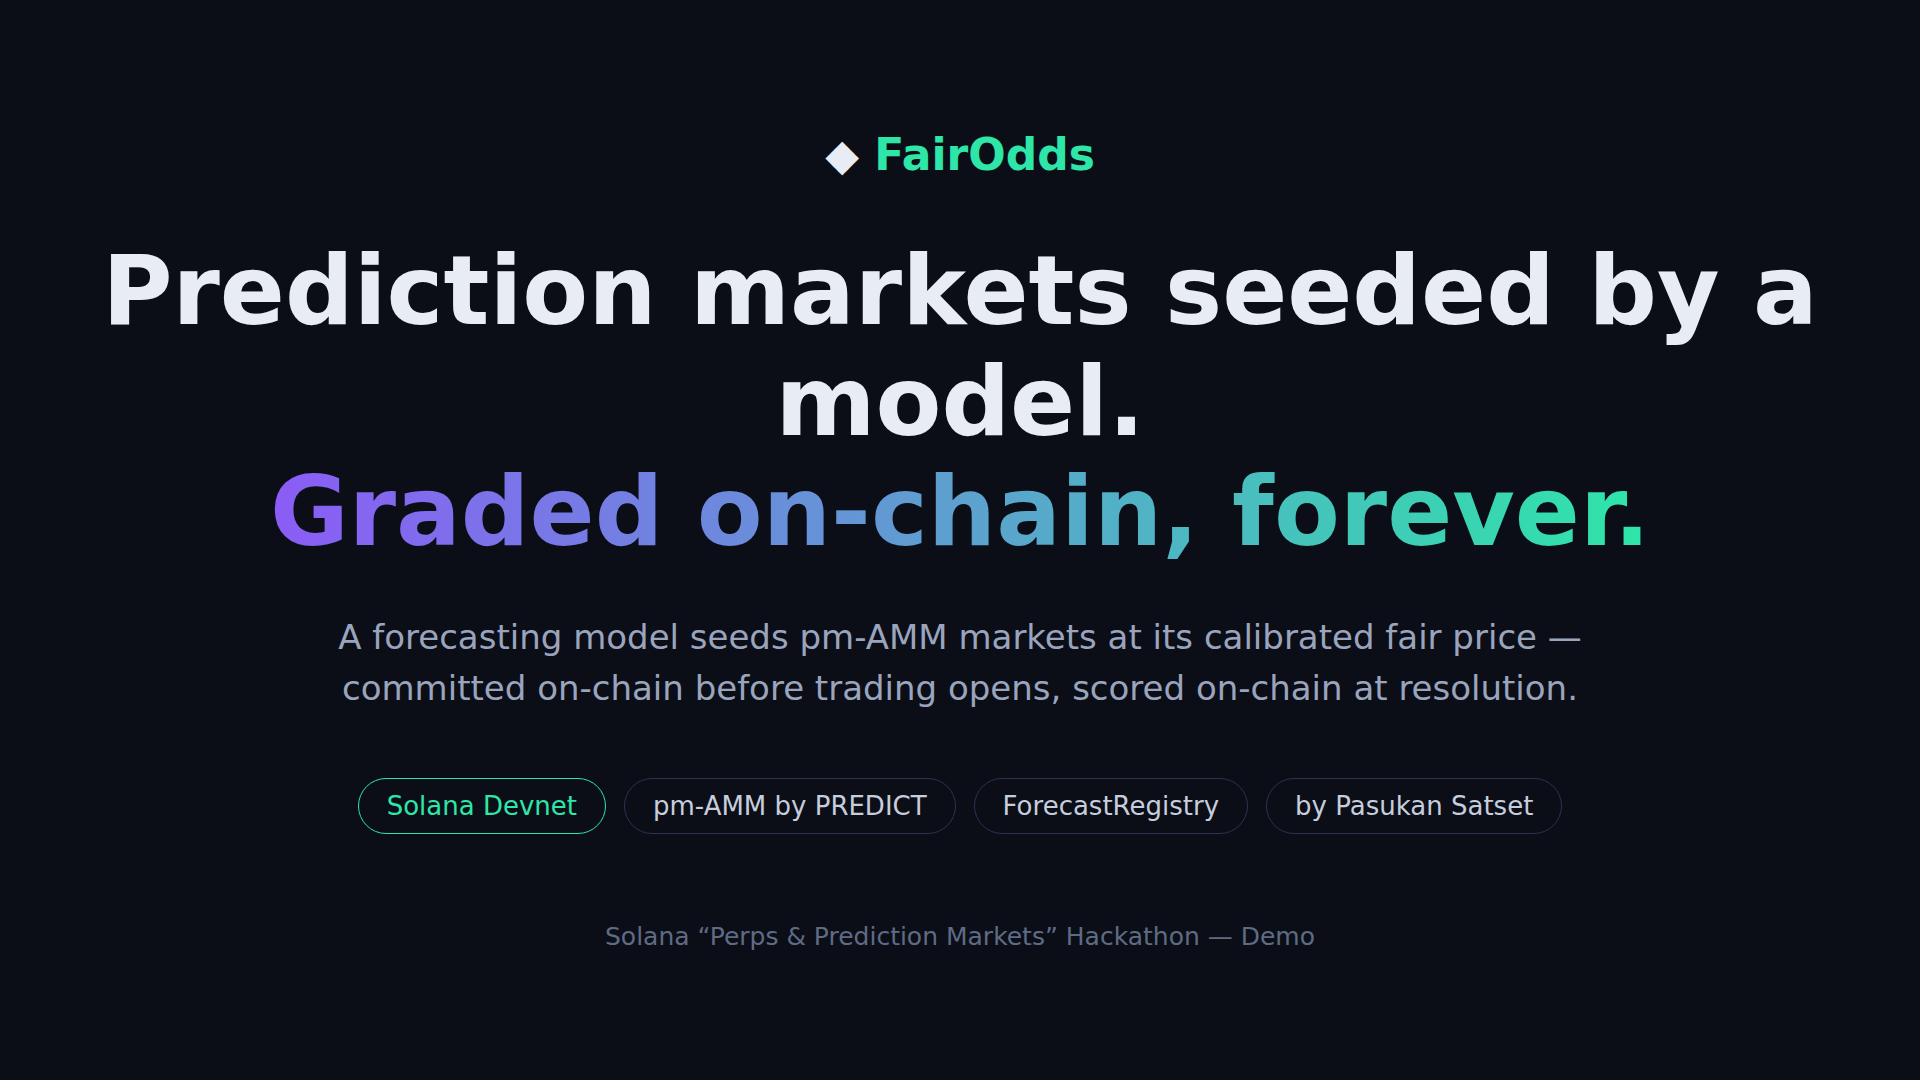 ◆ FairOdds
Prediction markets seeded by a
model.
Graded on-chain, forever.
A forecasting model seeds pm-AMM markets at its calibrated fair price —
committed on-chain before trading opens, scored on-chain at resolution.
Solana Devnet
pm-AMM by PREDICT
ForecastRegistry
by Pasukan Satset
Solana “Perps & Prediction Markets” Hackathon — Demo